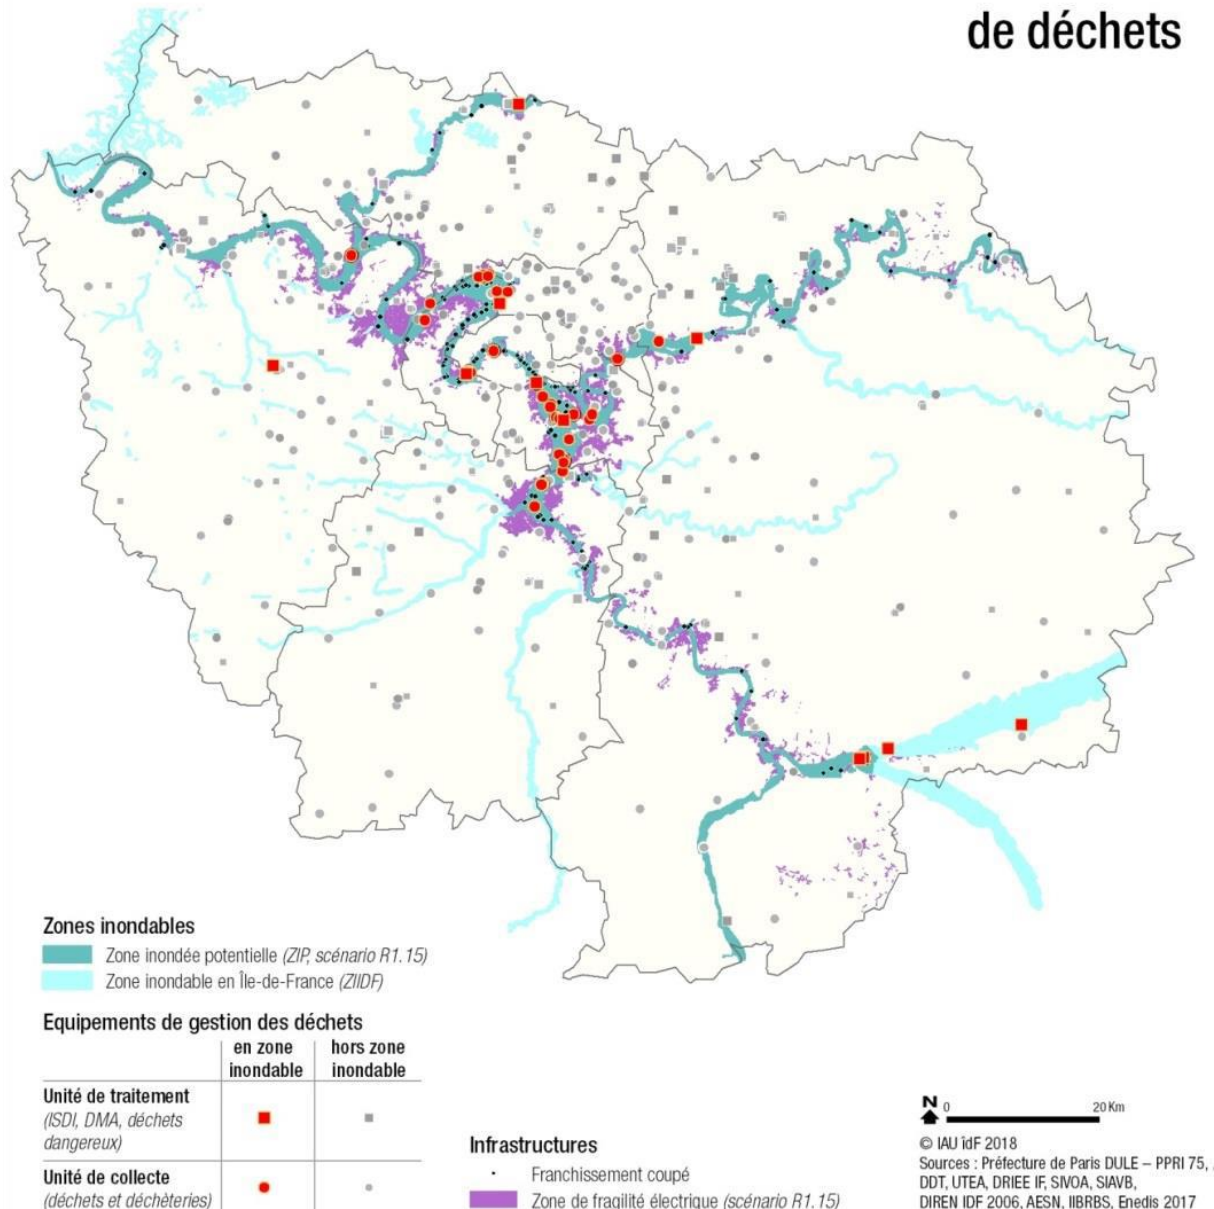 de déchets
Zones inondables
Zone inondée potentielle (ZIP, scénario R1.15)
Zone inondable en Île-de-France (ZIIDF)
Equipements de gestion des déchets
en zone hors zone
inondable inondable
Unité de traitement
(ISDI, DMA, déchets
dangereux)
Unité de collecte
(déchets et déchèteries)
Infrastructures
Franchissement coupé
Zone de fragilité électrique (scénario R1.15)
N 0 20 Km
© IAU îdF 2018
Sources : Préfecture de Paris DULE – PPRI 75,
DDT, UTEA, DRIEE IF, SIVOA, SIAVB,
DIREN IDF 2006, AESN, IIBRBS, Enedis 2017